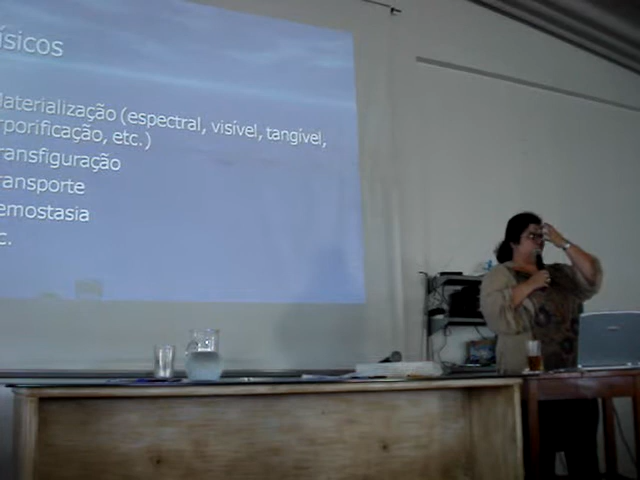 ísicos
aterialização (espectral, visível, tangível,
rporificação, etc.)
ransfiguração
ransporte
emostasia
c.